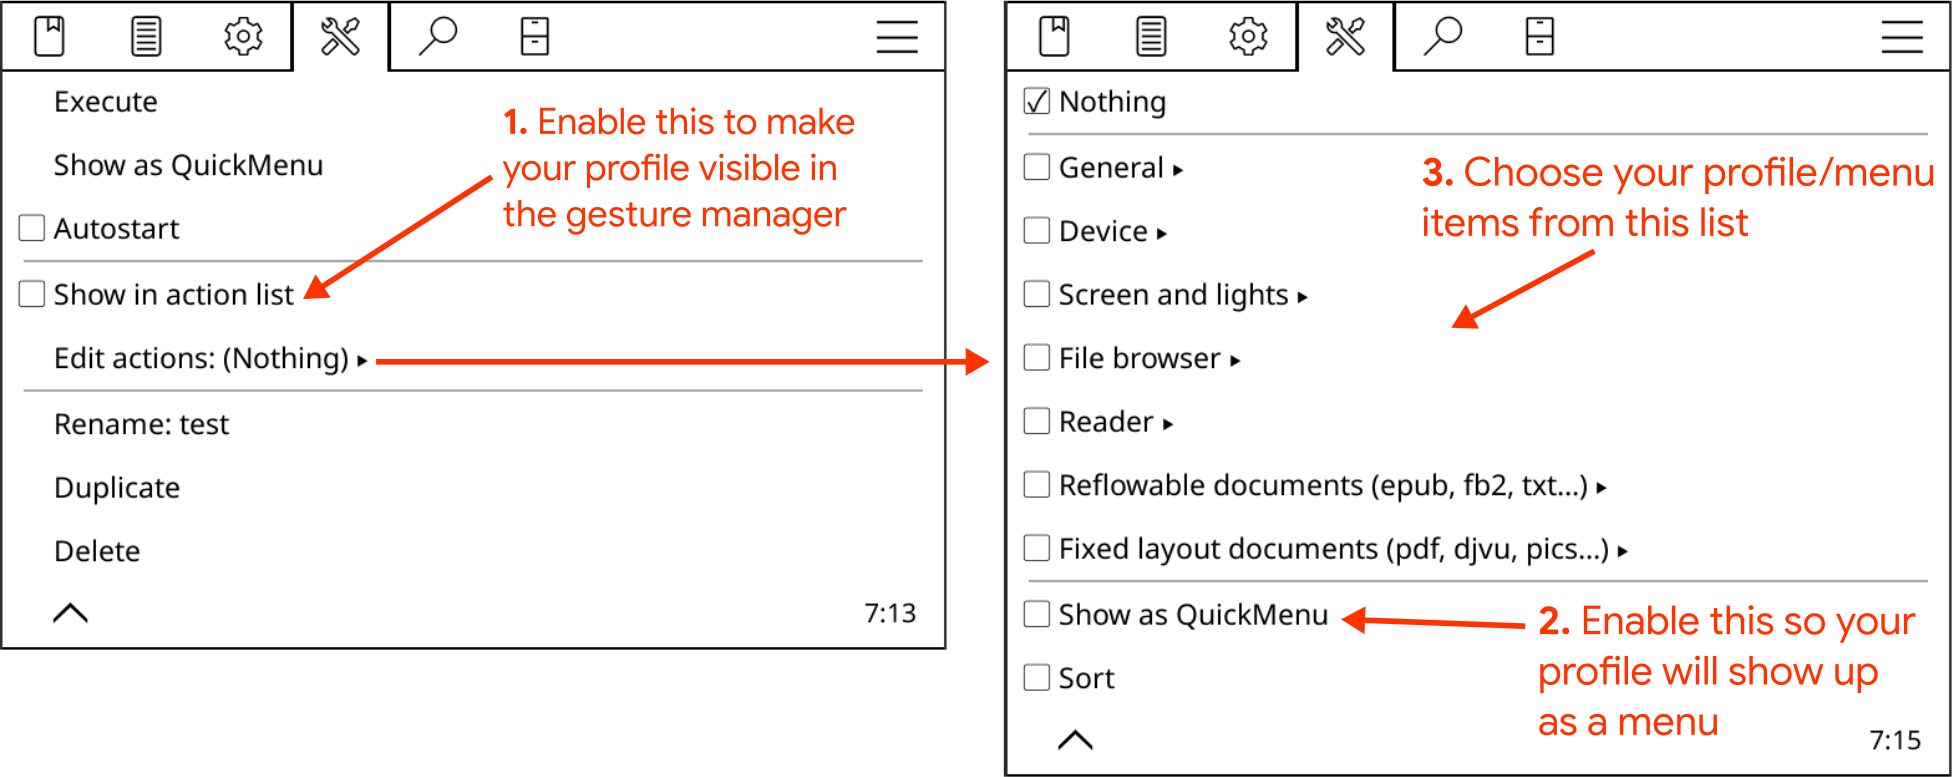 Execute
Show as QuickMenu
Autostart
Show in action list
Edit actions: (Nothing) ▸
Rename: test
Duplicate
Delete
7:13
1. Enable this to make
your profile visible in
the gesture manager
Nothing
General ▸
Device ▸
Screen and lights ▸
File browser ▸
Reader ▸
Reflowable documents (epub, fb2, txt...) ▸
Fixed layout documents (pdf, djvu, pics...) ▸
Show as QuickMenu
Sort
7:15
3. Choose your profile/menu
items from this list
2. Enable this so your
profile will show up
as a menu